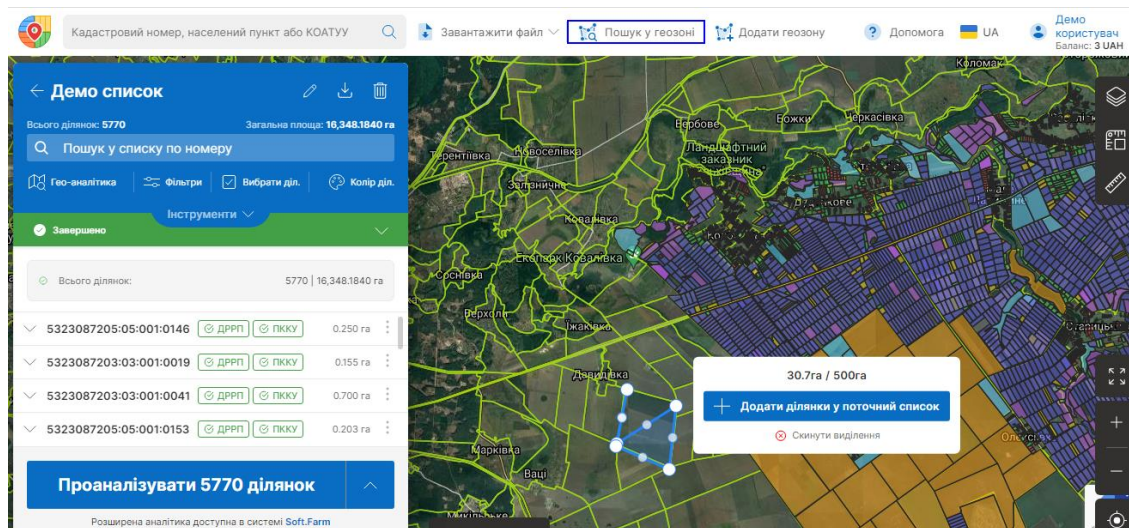 Кадастровий номер, населений пункт або КОАТУУ
Завантажити файл
Пошук у геозоні
Додати геозону
Допомога
UA
Демо
користувач
Баланс: 3 UAH
Демо список
Всього ділянок: 5770
Загальна площа: 16,348.1840 га
Пошук у списку по номеру
Гео-аналітика
Фільтри
Вибрати діл.
Колір діл.
Інструменти
Завершено
Всього ділянок:
5770 | 16,348.1840 га
5323087205:05:001:0146 ДРРП ПККУ 0.250 га
5323087203:03:001:0019 ДРРП ПККУ 0.155 га
5323087203:03:001:0041 ДРРП ПККУ 0.700 га
5323087205:05:001:0153 ДРРП ПККУ 0.203 га
Проаналізувати 5770 ділянок
Розширена аналітика доступна в системі Soft.Farm
Коломак
Вербове
Божки
Черкасівка
Терентіївка
Новоселівка
Ландшафтний
заказник
Залізничне
Ковалівка
Екопарк Ковалівка
Соснівка
Верхоли
Їжаківка
Давидівка
Марківка
Ваці
30.7га / 500га
Додати ділянки у поточний список
Скинути виділення